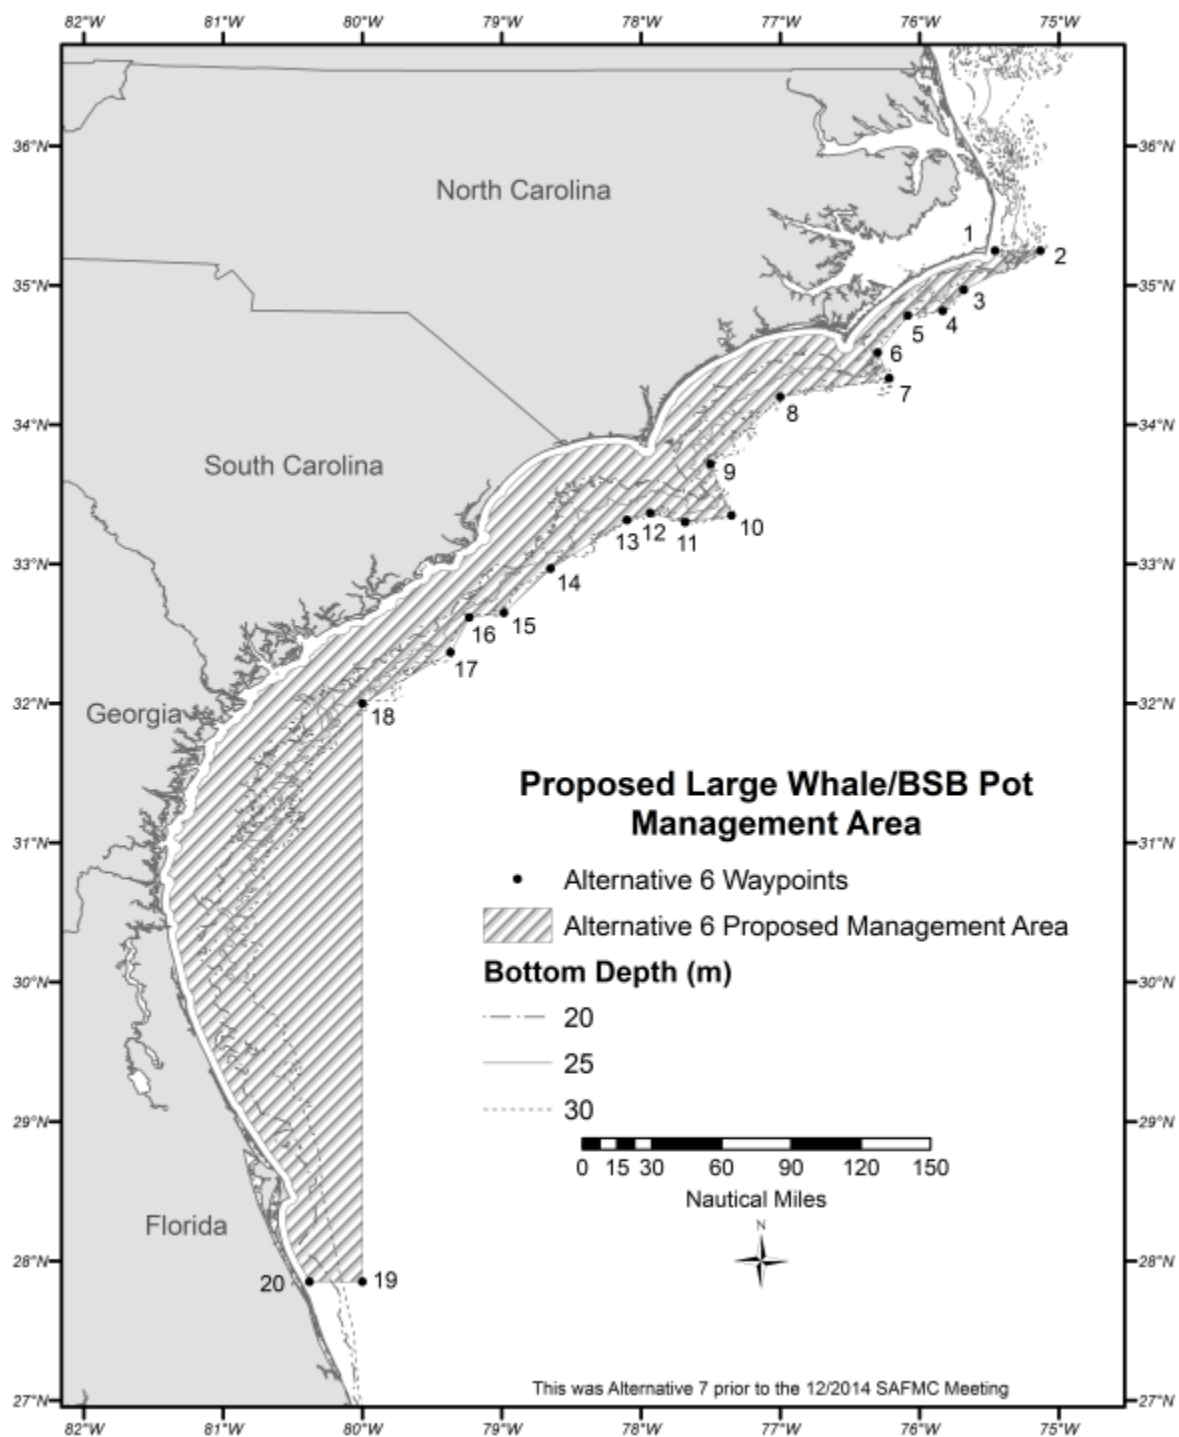 82°W 81°W 80°W 79°W 78°W 77°W 76°W 75°W
36°N 36°N
North Carolina
1
2
35°N 35°N
3
4
5
6
7
8
34°N 34°N
South Carolina
9
10
11
12
13
33°N 33°N
14
15
16
17
32°N 32°N
Georgia
18
Proposed Large Whale/BSB Pot
Management Area
31°N 31°N
Alternative 6 Waypoints
Alternative 6 Proposed Management Area
Bottom Depth (m)
30°N 30°N
20
25
30
29°N 29°N
0 15 30 60 90 120 150
Nautical Miles
N
Florida
28°N 28°N
20 19
This was Alternative 7 prior to the 12/2014 SAFMC Meeting
27°N 27°N
82°W 81°W 80°W 79°W 78°W 77°W 76°W 75°W